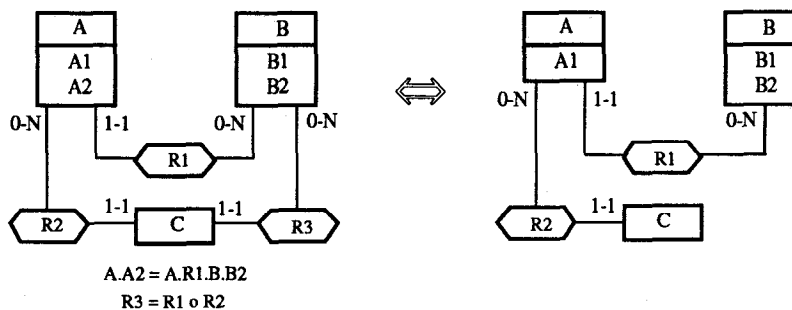 A B A B
A1 B1 A1 B1
A2 B2 B2
0-N 1-1 0-N 0-N 0-N 1-1 0-N
R1 R1
1-1 1-1 1-1
R2 C R3 R2 C
A.A2 = A.R1.B.B2
R3 = R1 o R2